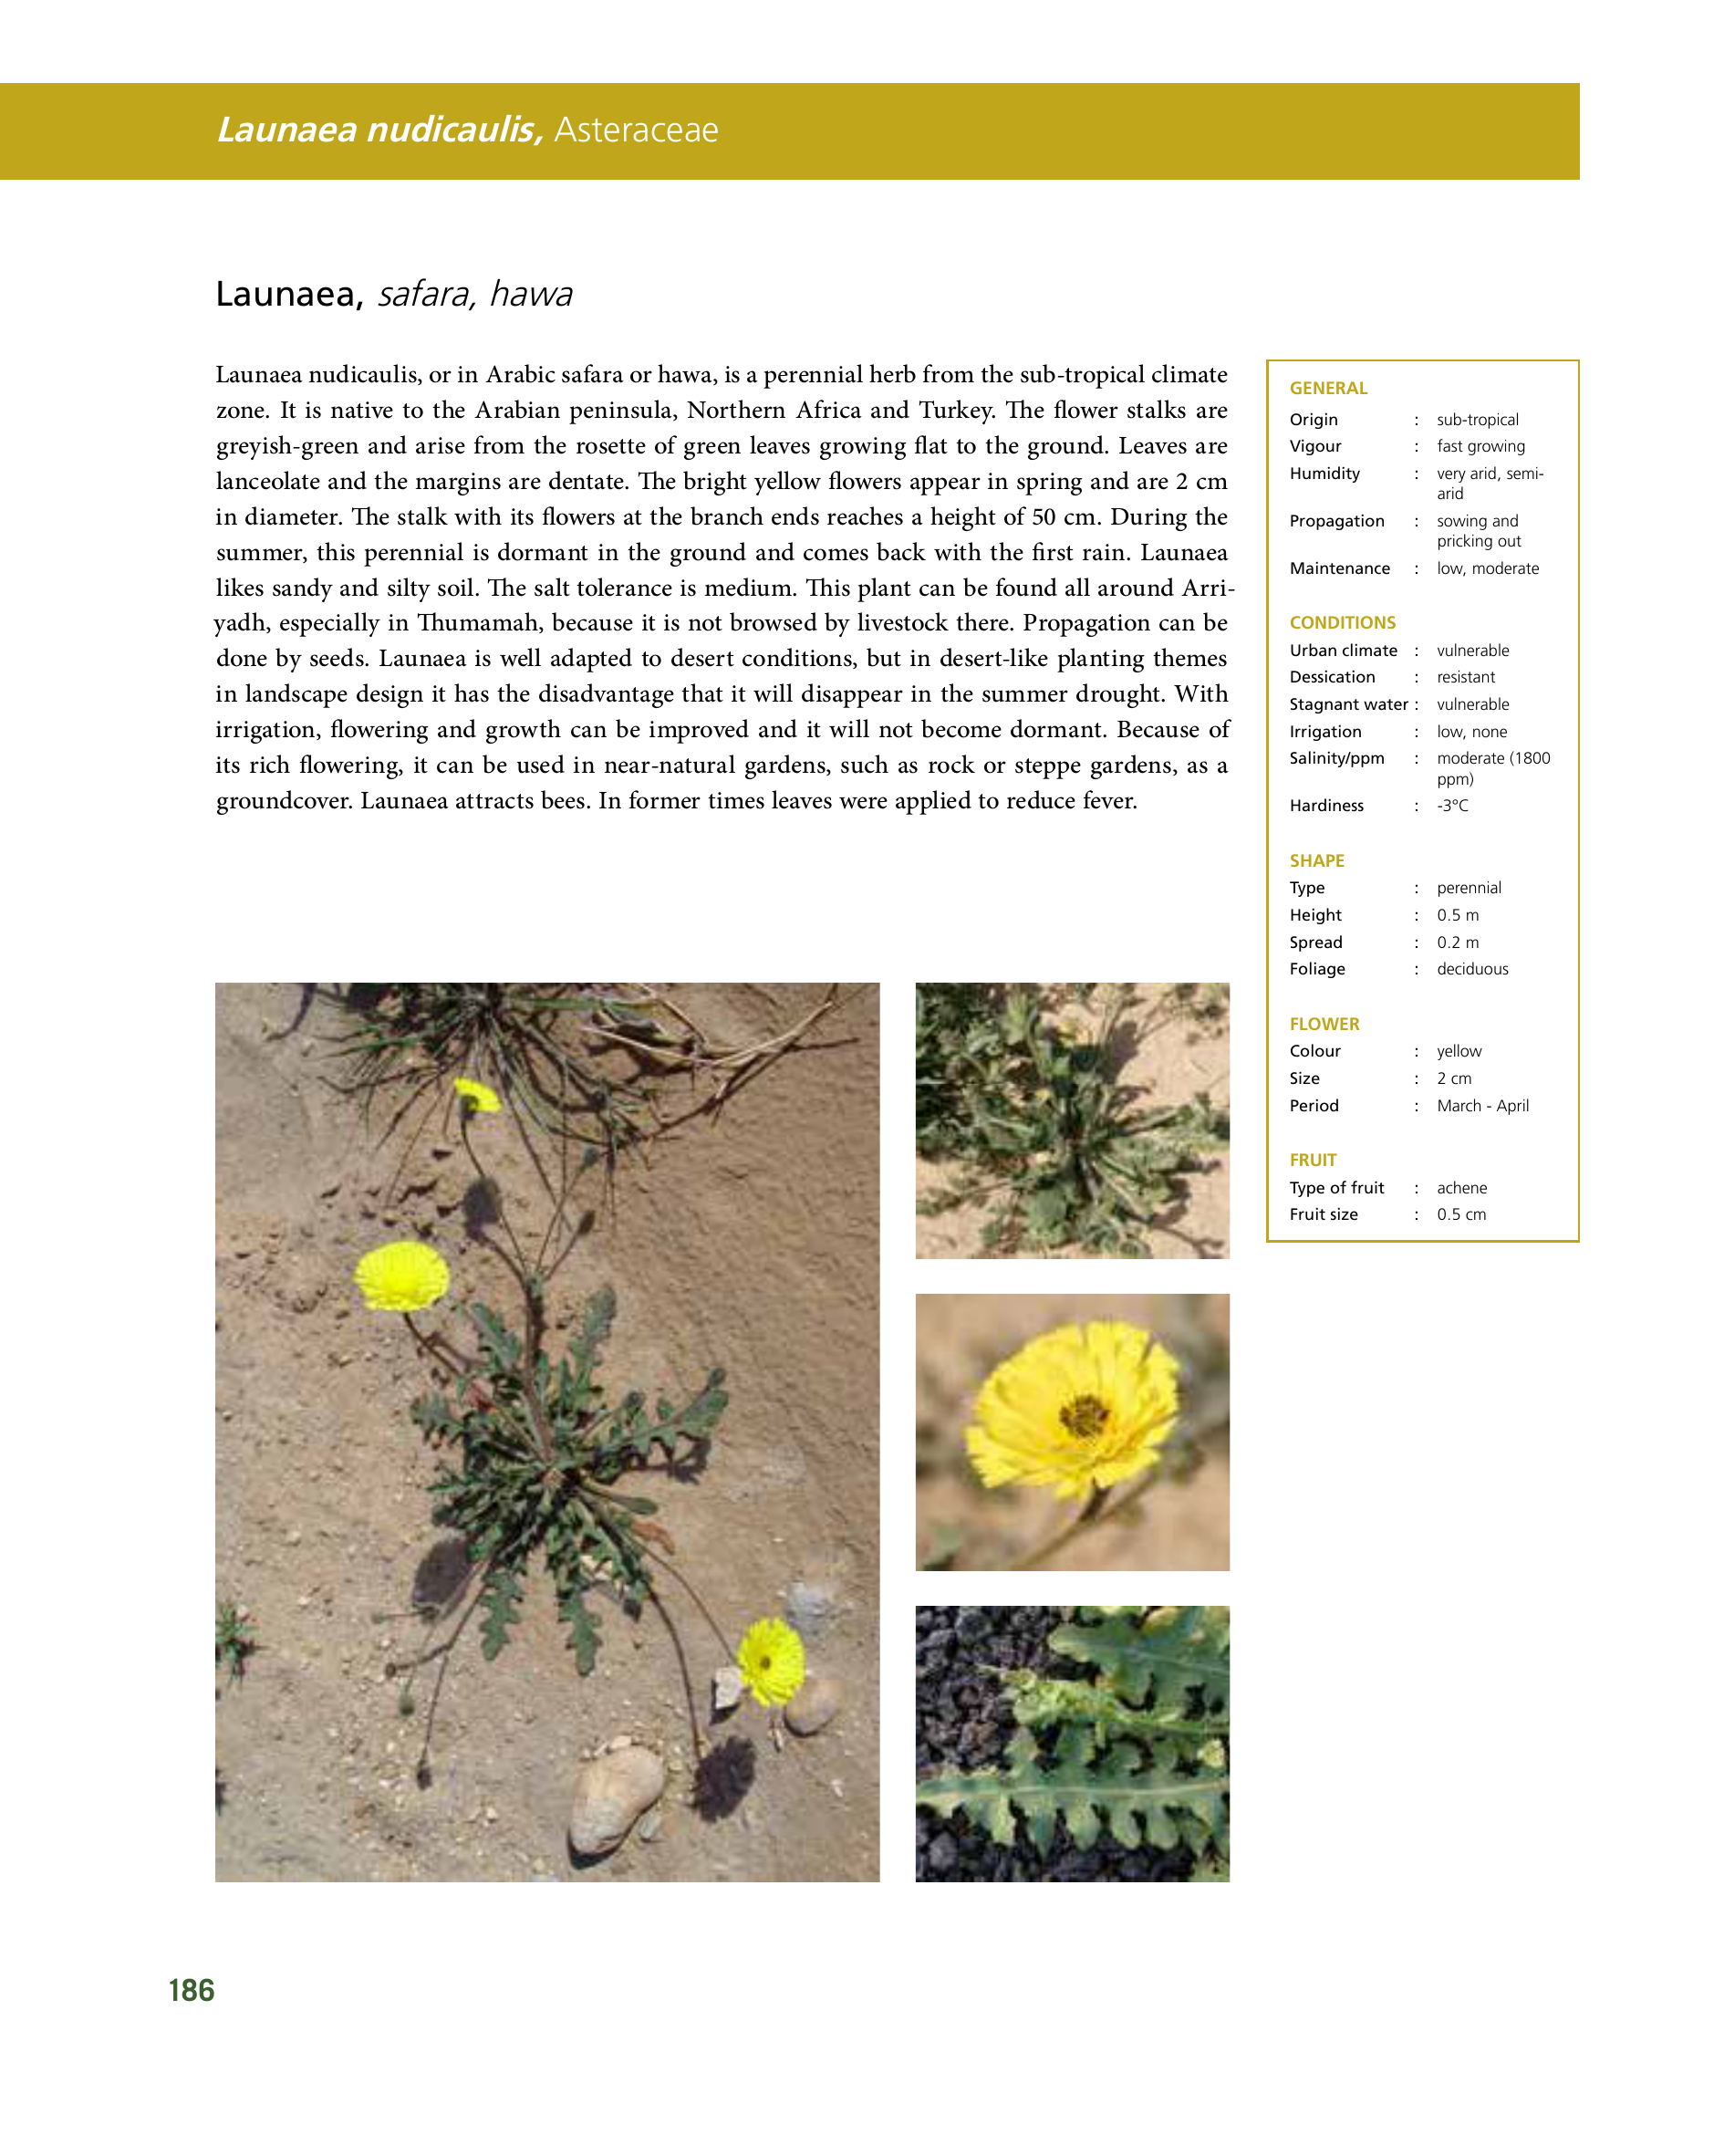 Launaea nudicaulis, Asteraceae
Launaea, safara, hawa
Launaea nudicaulis, or in Arabic safara or hawa, is a perennial herb from the sub-tropical climate
zone. It is native to the Arabian peninsula, Northern Africa and Turkey. The flower stalks are
greyish-green and arise from the rosette of green leaves growing flat to the ground. Leaves are
lanceolate and the margins are dentate. The bright yellow flowers appear in spring and are 2 cm
in diameter. The stalk with its flowers at the branch ends reaches a height of 50 cm. During the
summer, this perennial is dormant in the ground and comes back with the first rain. Launaea
likes sandy and silty soil. The salt tolerance is medium. This plant can be found all around Arri-
yadh, especially in Thumamah, because it is not browsed by livestock there. Propagation can be
done by seeds. Launaea is well adapted to desert conditions, but in desert-like planting themes
in landscape design it has the disadvantage that it will disappear in the summer drought. With
irrigation, flowering and growth can be improved and it will not become dormant. Because of
its rich flowering, it can be used in near-natural gardens, such as rock or steppe gardens, as a
groundcover. Launaea attracts bees. In former times leaves were applied to reduce fever.
GENERAL
Origin : sub-tropical
Vigour : fast growing
Humidity : very arid, semi-
arid
Propagation : sowing and
pricking out
Maintenance : low, moderate
CONDITIONS
Urban climate : vulnerable
Dessication : resistant
Stagnant water : vulnerable
Irrigation : low, none
Salinity/ppm : moderate (1800
ppm)
Hardiness : -3°C
SHAPE
Type : perennial
Height : 0.5 m
Spread : 0.2 m
Foliage : deciduous
FLOWER
Colour : yellow
Size : 2 cm
Period : March - April
FRUIT
Type of fruit : achene
Fruit size : 0.5 cm
186